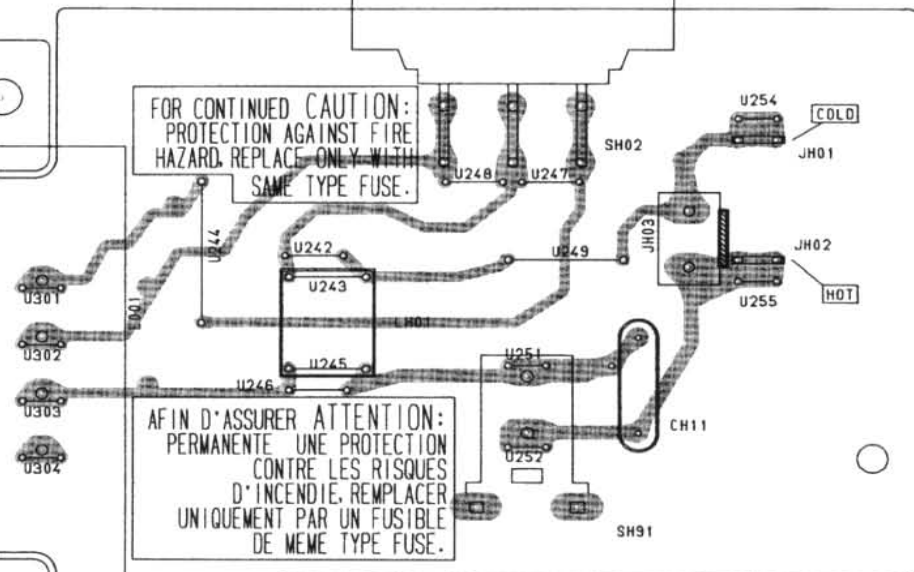 FOR CONTINUED CAUTION:
PROTECTION AGAINST FIRE
HAZARD, REPLACE ONLY WITH
SAME TYPE FUSE.
U254
COLD
JH01
SH02
U248
U247
U244
U242
U249
JH03
JH02
HOT
U255
U243
LH01
U301
U302
U303
U304
U245
U246
U251
U252
CH11
SH91
AFIN D'ASSURER ATTENTION:
PERMANENTE UNE PROTECTION
CONTRE LES RISQUES
D'INCENDIE, REMPLACER
UNIQUEMENT PAR UN FUSIBLE
DE MEME TYPE FUSE.